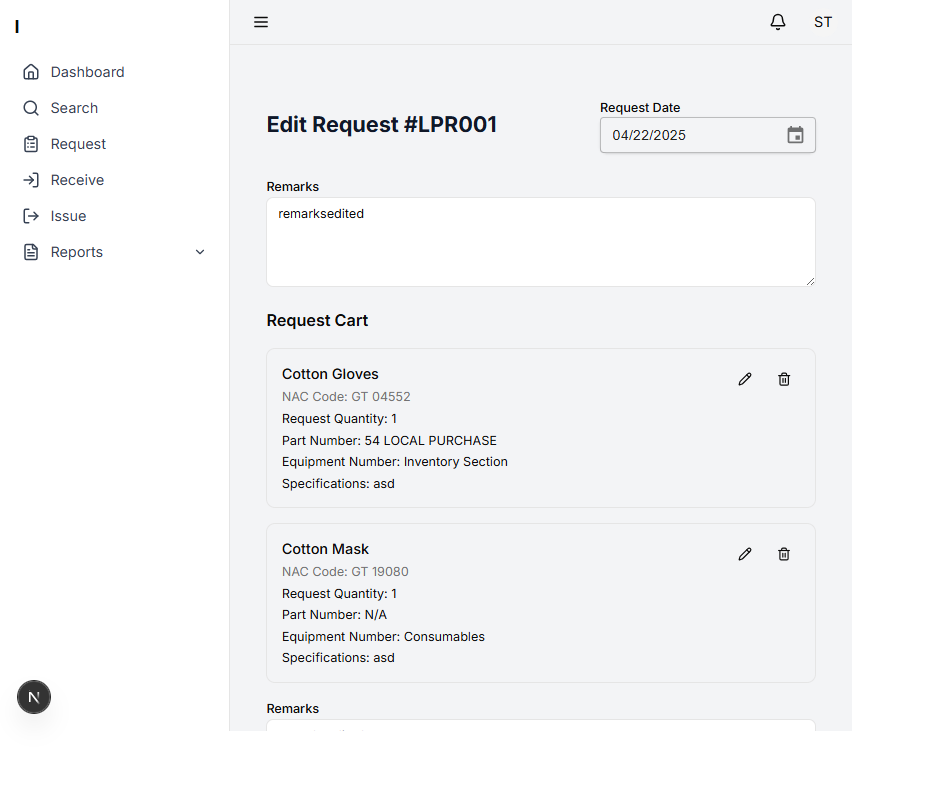 I
ST
Dashboard
Search
Request
Receive
Issue
Reports
Edit Request #LPR001
Request Date
04/22/2025
Remarks
remarksedited
Request Cart
Cotton Gloves
NAC Code: GT 04552
Request Quantity: 1
Part Number: 54 LOCAL PURCHASE
Equipment Number: Inventory Section
Specifications: asd
Cotton Mask
NAC Code: GT 19080
Request Quantity: 1
Part Number: N/A
Equipment Number: Consumables
Specifications: asd
N
Remarks